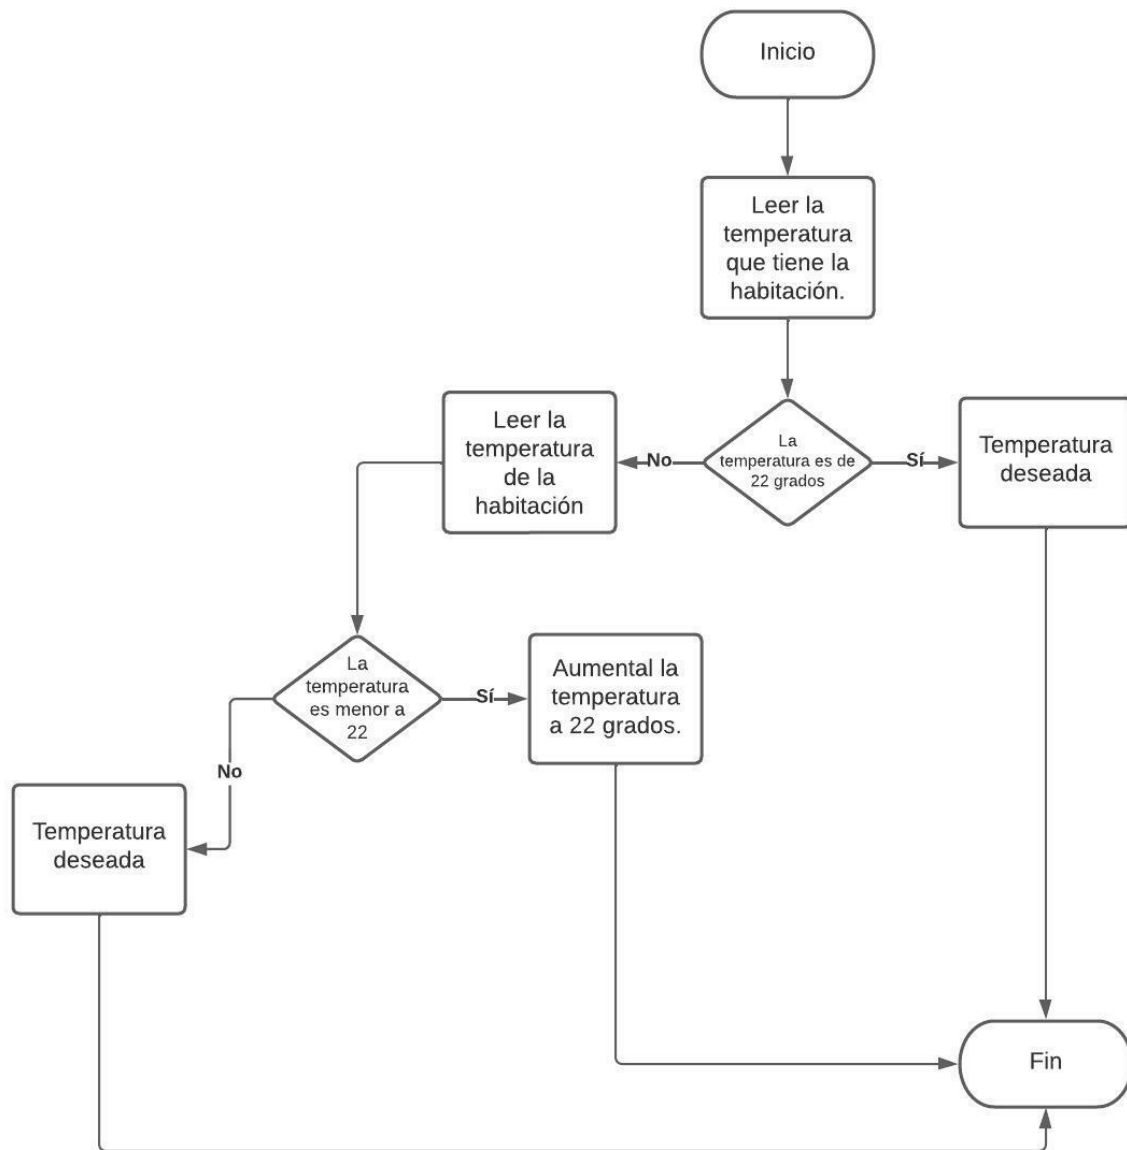 Inicio
Leer la
temperatura
que tiene la
habitación.
La
temperatura es de
22 grados
No
Sí
Leer la
temperatura
de la
habitación
Temperatura
deseada
La
temperatura
es menor a
22
Sí
Aumental la
temperatura
a 22 grados.
No
Temperatura
deseada
Fin